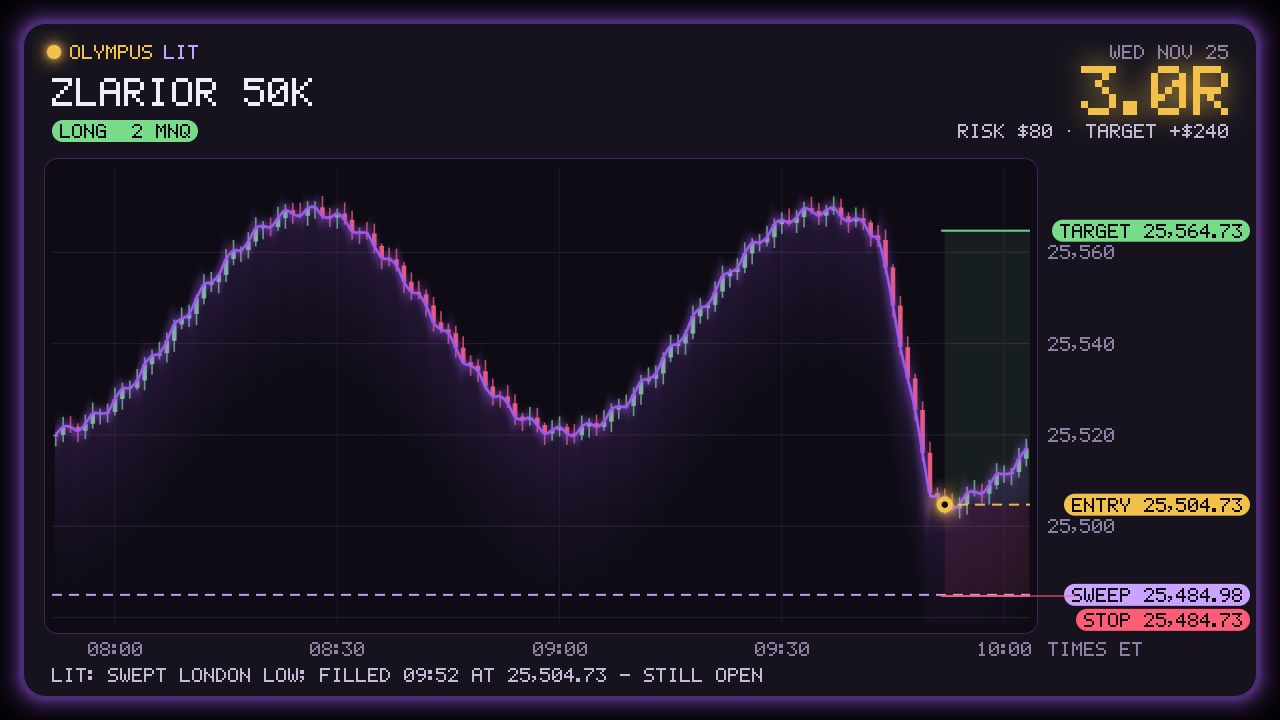 OLYMPUS LIT
WED NOV 25
ZLARIOR 50K
3.0R
LONG 2 MNQ
RISK $80 · TARGET +$240
TARGET 25,564.73
25,560
25,540
25,520
ENTRY 25,504.73
25,500
SWEEP 25,484.98
STOP 25,484.73
08:00 08:30 09:00 09:30 10:00 TIMES ET
LIT: SWEPT LONDON LOW; FILLED 09:52 AT 25,504.73 — STILL OPEN